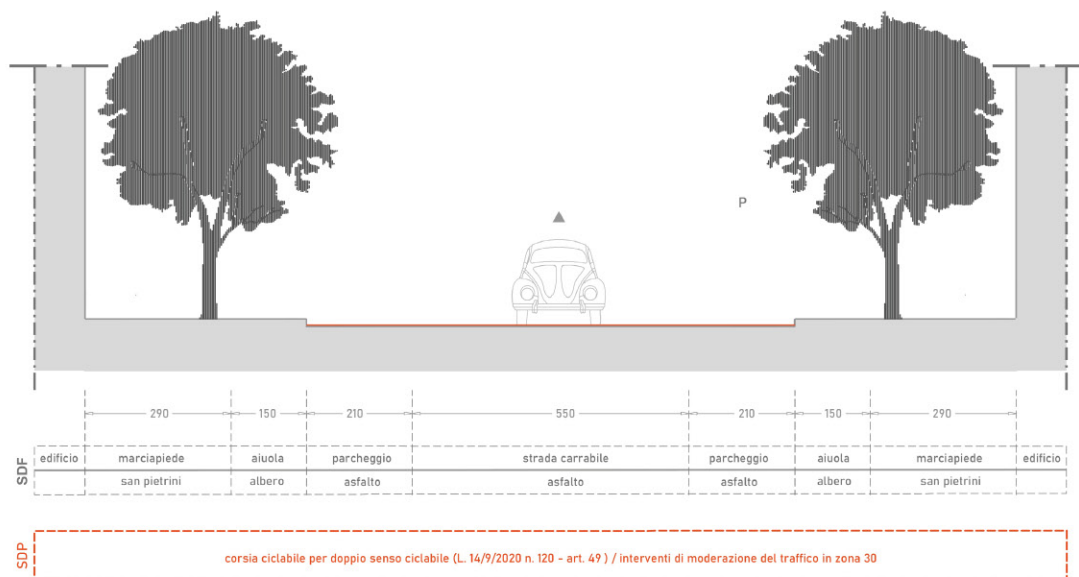 P
290 150 210 550 210 150 290
SDF
edificio marciapiede aiuola parcheggio strada carrabile parcheggio aiuola marciapiede edificio
san pietrini albero asfalto asfalto asfalto albero san pietrini
SDP
corsia ciclabile per doppio senso ciclabile (L. 14/9/2020 n. 120 - art. 49 ) / interventi di moderazione del traffico in zona 30